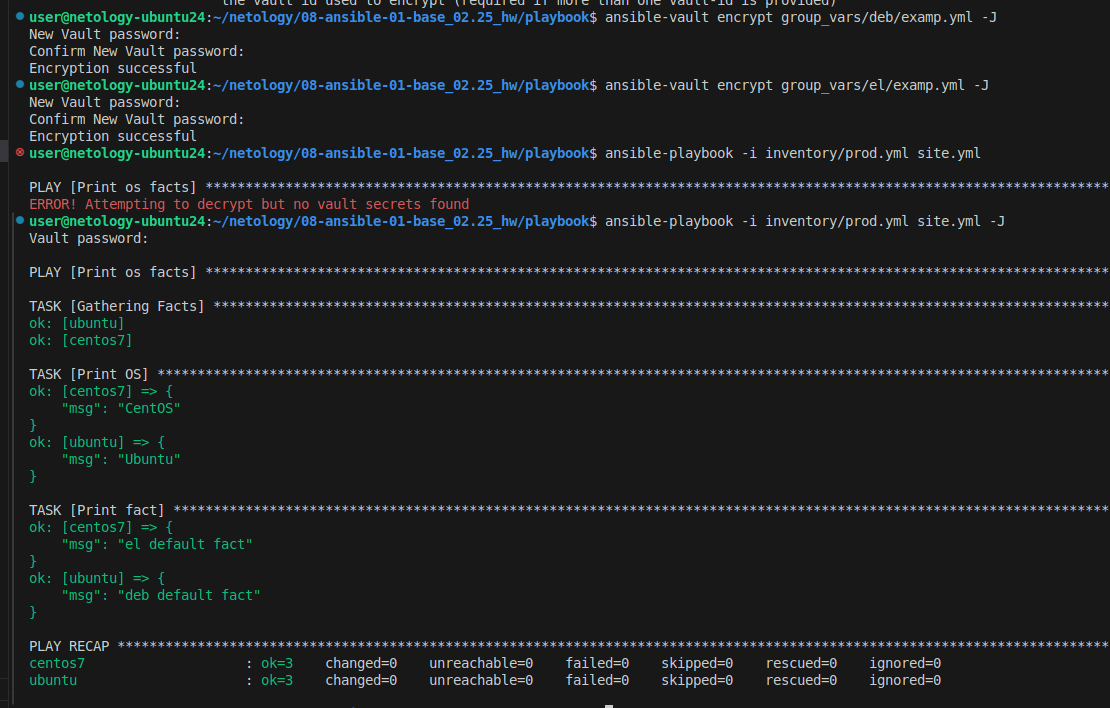 the vault id used to encrypt (required if more than one vault-id is provided)
user@netology-ubuntu24:~/netology/08-ansible-01-base_02.25_hw/playbook$ ansible-vault encrypt group_vars/deb/examp.yml -J
New Vault password:
Confirm New Vault password:
Encryption successful
user@netology-ubuntu24:~/netology/08-ansible-01-base_02.25_hw/playbook$ ansible-vault encrypt group_vars/el/examp.yml -J
New Vault password:
Confirm New Vault password:
Encryption successful
user@netology-ubuntu24:~/netology/08-ansible-01-base_02.25_hw/playbook$ ansible-playbook -i inventory/prod.yml site.yml

PLAY [Print os facts] ****************************************************************************************************************
ERROR! Attempting to decrypt but no vault secrets found
user@netology-ubuntu24:~/netology/08-ansible-01-base_02.25_hw/playbook$ ansible-playbook -i inventory/prod.yml site.yml -J
Vault password:

PLAY [Print os facts] ****************************************************************************************************************

TASK [Gathering Facts] ***************************************************************************************************************
ok: [ubuntu]
ok: [centos7]

TASK [Print OS] **********************************************************************************************************************
ok: [centos7] => {
    "msg": "CentOS"
}
ok: [ubuntu] => {
    "msg": "Ubuntu"
}

TASK [Print fact] ********************************************************************************************************************
ok: [centos7] => {
    "msg": "el default fact"
}
ok: [ubuntu] => {
    "msg": "deb default fact"
}

PLAY RECAP ***************************************************************************************************************************
centos7                    : ok=3    changed=0    unreachable=0    failed=0    skipped=0    rescued=0    ignored=0
ubuntu                     : ok=3    changed=0    unreachable=0    failed=0    skipped=0    rescued=0    ignored=0